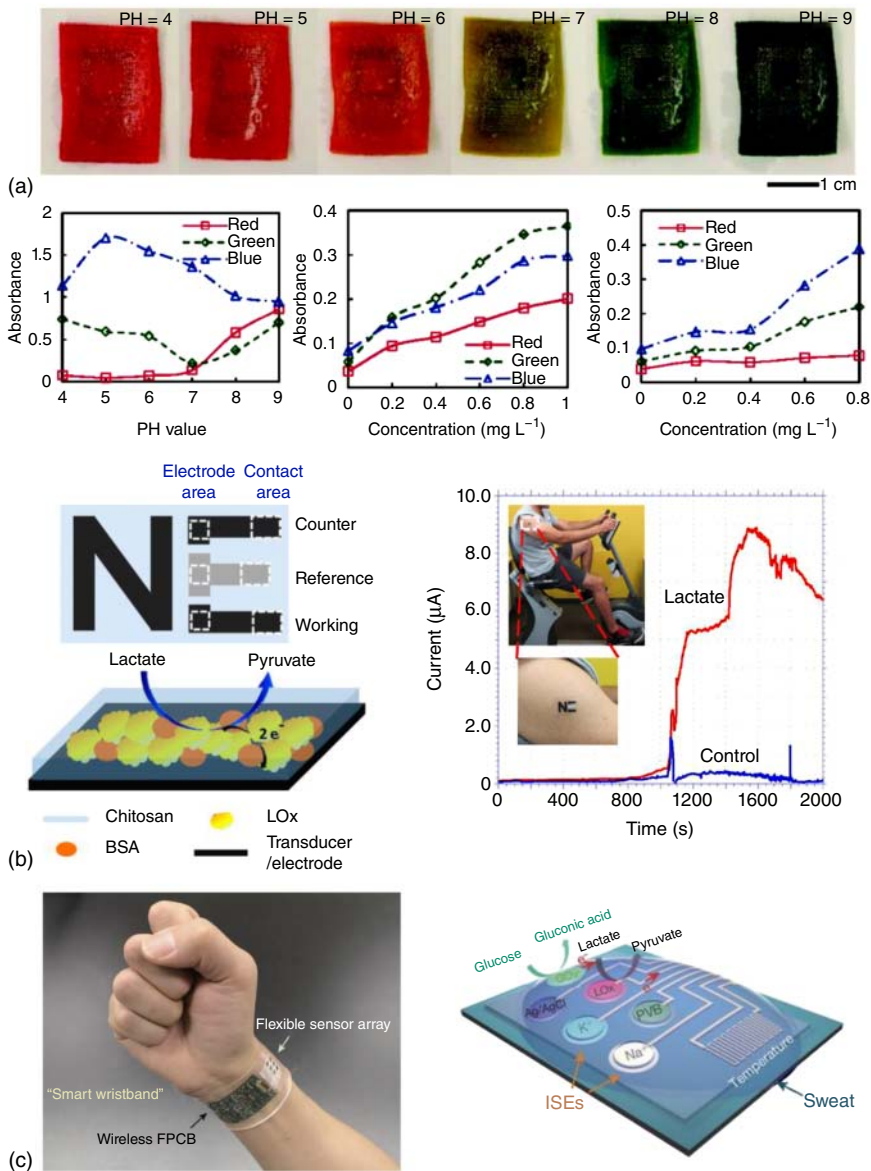 PH = 4 PH = 5 PH = 6 PH = 7 PH = 8 PH = 9
(a)
1 cm
2
1.5
1
0.5
0
Absorbance
Red
Green
Blue
4 5 6 7 8 9
PH value
0.4
0.3
0.2
0.1
0
Absorbance
Red
Green
Blue
0 0.2 0.4 0.6 0.8 1
Concentration (mg L⁻¹)
0.5
0.4
0.3
0.2
0.1
0
Absorbance
Red
Green
Blue
0 0.2 0.4 0.6 0.8
Concentration (mg L⁻¹)
Electrode area
Contact area
N
Counter
Reference
Working
Lactate
Pyruvate
2e⁻
Chitosan
LOx
BSA
Transducer
/electrode
(b)
10.0
8.0
6.0
4.0
2.0
0
Current (μA)
Lactate
Control
0 400 800 1200 1600 2000
Time (s)
(c)
"Smart wristband"
Flexible sensor array
Wireless FPCB
Glucose
Gluconic acid
Lactate
Pyruvate
GOx
LOx
Ag/AgCl
K⁺
PVB
Na⁺
Temperature
ISEs
Sweat